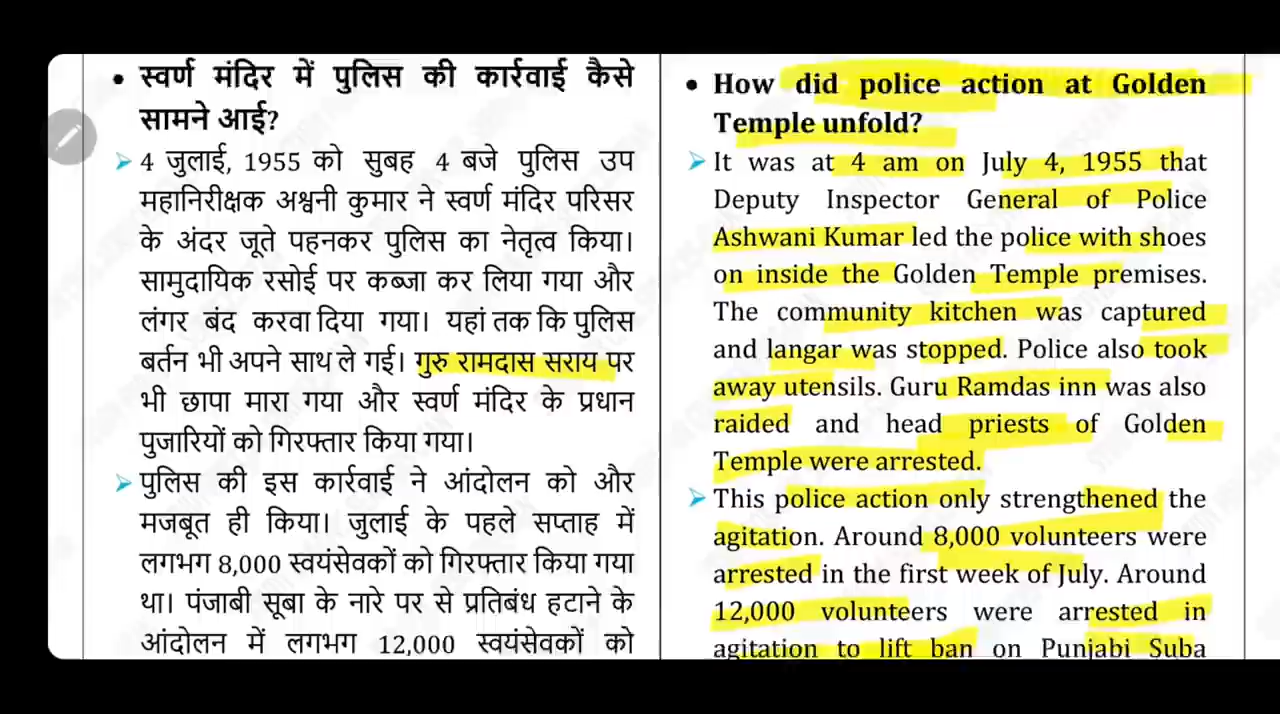 • स्वर्ण मंदिर में पुलिस की कार्रवाई कैसे
सामने आई?
➢ 4 जुलाई, 1955 को सुबह 4 बजे पुलिस उप
महानिरीक्षक अश्वनी कुमार ने स्वर्ण मंदिर परिसर
के अंदर जूते पहनकर पुलिस का नेतृत्व किया।
सामुदायिक रसोई पर कब्जा कर लिया गया और
लंगर बंद करवा दिया गया। यहां तक कि पुलिस
बर्तन भी अपने साथ ले गई। गुरु रामदास सराय पर
भी छापा मारा गया और स्वर्ण मंदिर के प्रधान
पुजारियों को गिरफ्तार किया गया।
➢ पुलिस की इस कार्रवाई ने आंदोलन को और
मजबूत ही किया। जुलाई के पहले सप्ताह में
लगभग 8,000 स्वयंसेवकों को गिरफ्तार किया गया
था। पंजाबी सूबा के नारे पर से प्रतिबंध हटाने के
आंदोलन में लगभग 12,000 स्वयंसेवकों को
• How did police action at Golden
Temple unfold?
➢ It was at 4 am on July 4, 1955 that
Deputy Inspector General of Police
Ashwani Kumar led the police with shoes
on inside the Golden Temple premises.
The community kitchen was captured
and langar was stopped. Police also took
away utensils. Guru Ramdas inn was also
raided and head priests of Golden
Temple were arrested.
➢ This police action only strengthened the
agitation. Around 8,000 volunteers were
arrested in the first week of July. Around
12,000 volunteers were arrested in
agitation to lift ban on Punjabi Suba